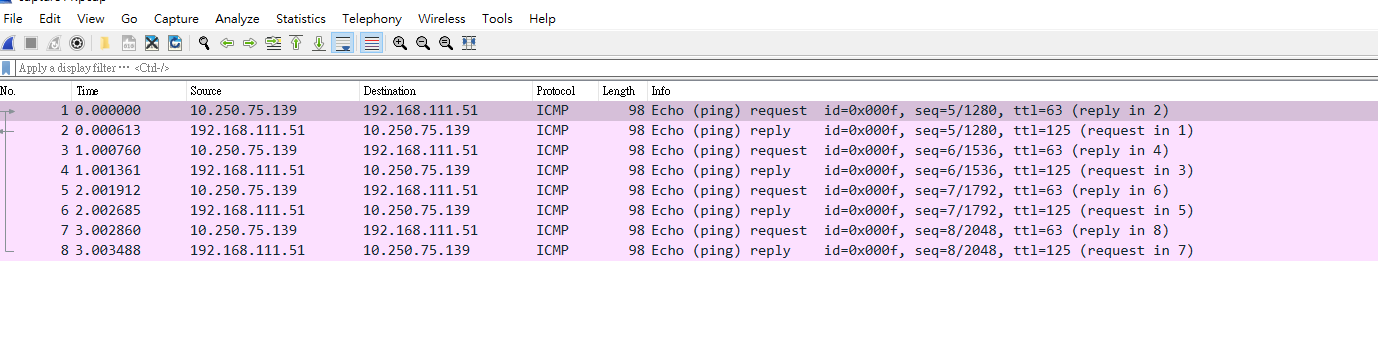 File Edit View Go Capture Analyze Statistics Telephony Wireless Tools Help
Apply a display filter ⋯ <Ctrl-/>
No. Time Source Destination Protocol Length Info
1 0.000000 10.250.75.139 192.168.111.51 ICMP 98 Echo (ping) request id=0x000f, seq=5/1280, ttl=63 (reply in 2)
2 0.000613 192.168.111.51 10.250.75.139 ICMP 98 Echo (ping) reply id=0x000f, seq=5/1280, ttl=125 (request in 1)
3 1.000760 10.250.75.139 192.168.111.51 ICMP 98 Echo (ping) request id=0x000f, seq=6/1536, ttl=63 (reply in 4)
4 1.001361 192.168.111.51 10.250.75.139 ICMP 98 Echo (ping) reply id=0x000f, seq=6/1536, ttl=125 (request in 3)
5 2.001912 10.250.75.139 192.168.111.51 ICMP 98 Echo (ping) request id=0x000f, seq=7/1792, ttl=63 (reply in 6)
6 2.002685 192.168.111.51 10.250.75.139 ICMP 98 Echo (ping) reply id=0x000f, seq=7/1792, ttl=125 (request in 5)
7 3.002860 10.250.75.139 192.168.111.51 ICMP 98 Echo (ping) request id=0x000f, seq=8/2048, ttl=63 (reply in 8)
8 3.003488 192.168.111.51 10.250.75.139 ICMP 98 Echo (ping) reply id=0x000f, seq=8/2048, ttl=125 (request in 7)